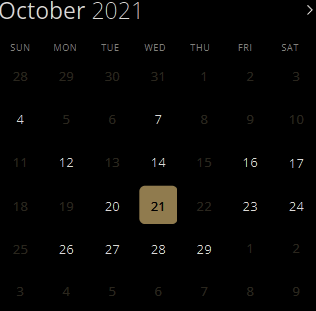 October 2021 >
SUN MON TUE WED THU FRI SAT
28 29 30 31 1 2 3
4 5 6 7 8 9 10
11 12 13 14 15 16 17
18 19 20 21 22 23 24
25 26 27 28 29 1 2
3 4 5 6 7 8 9